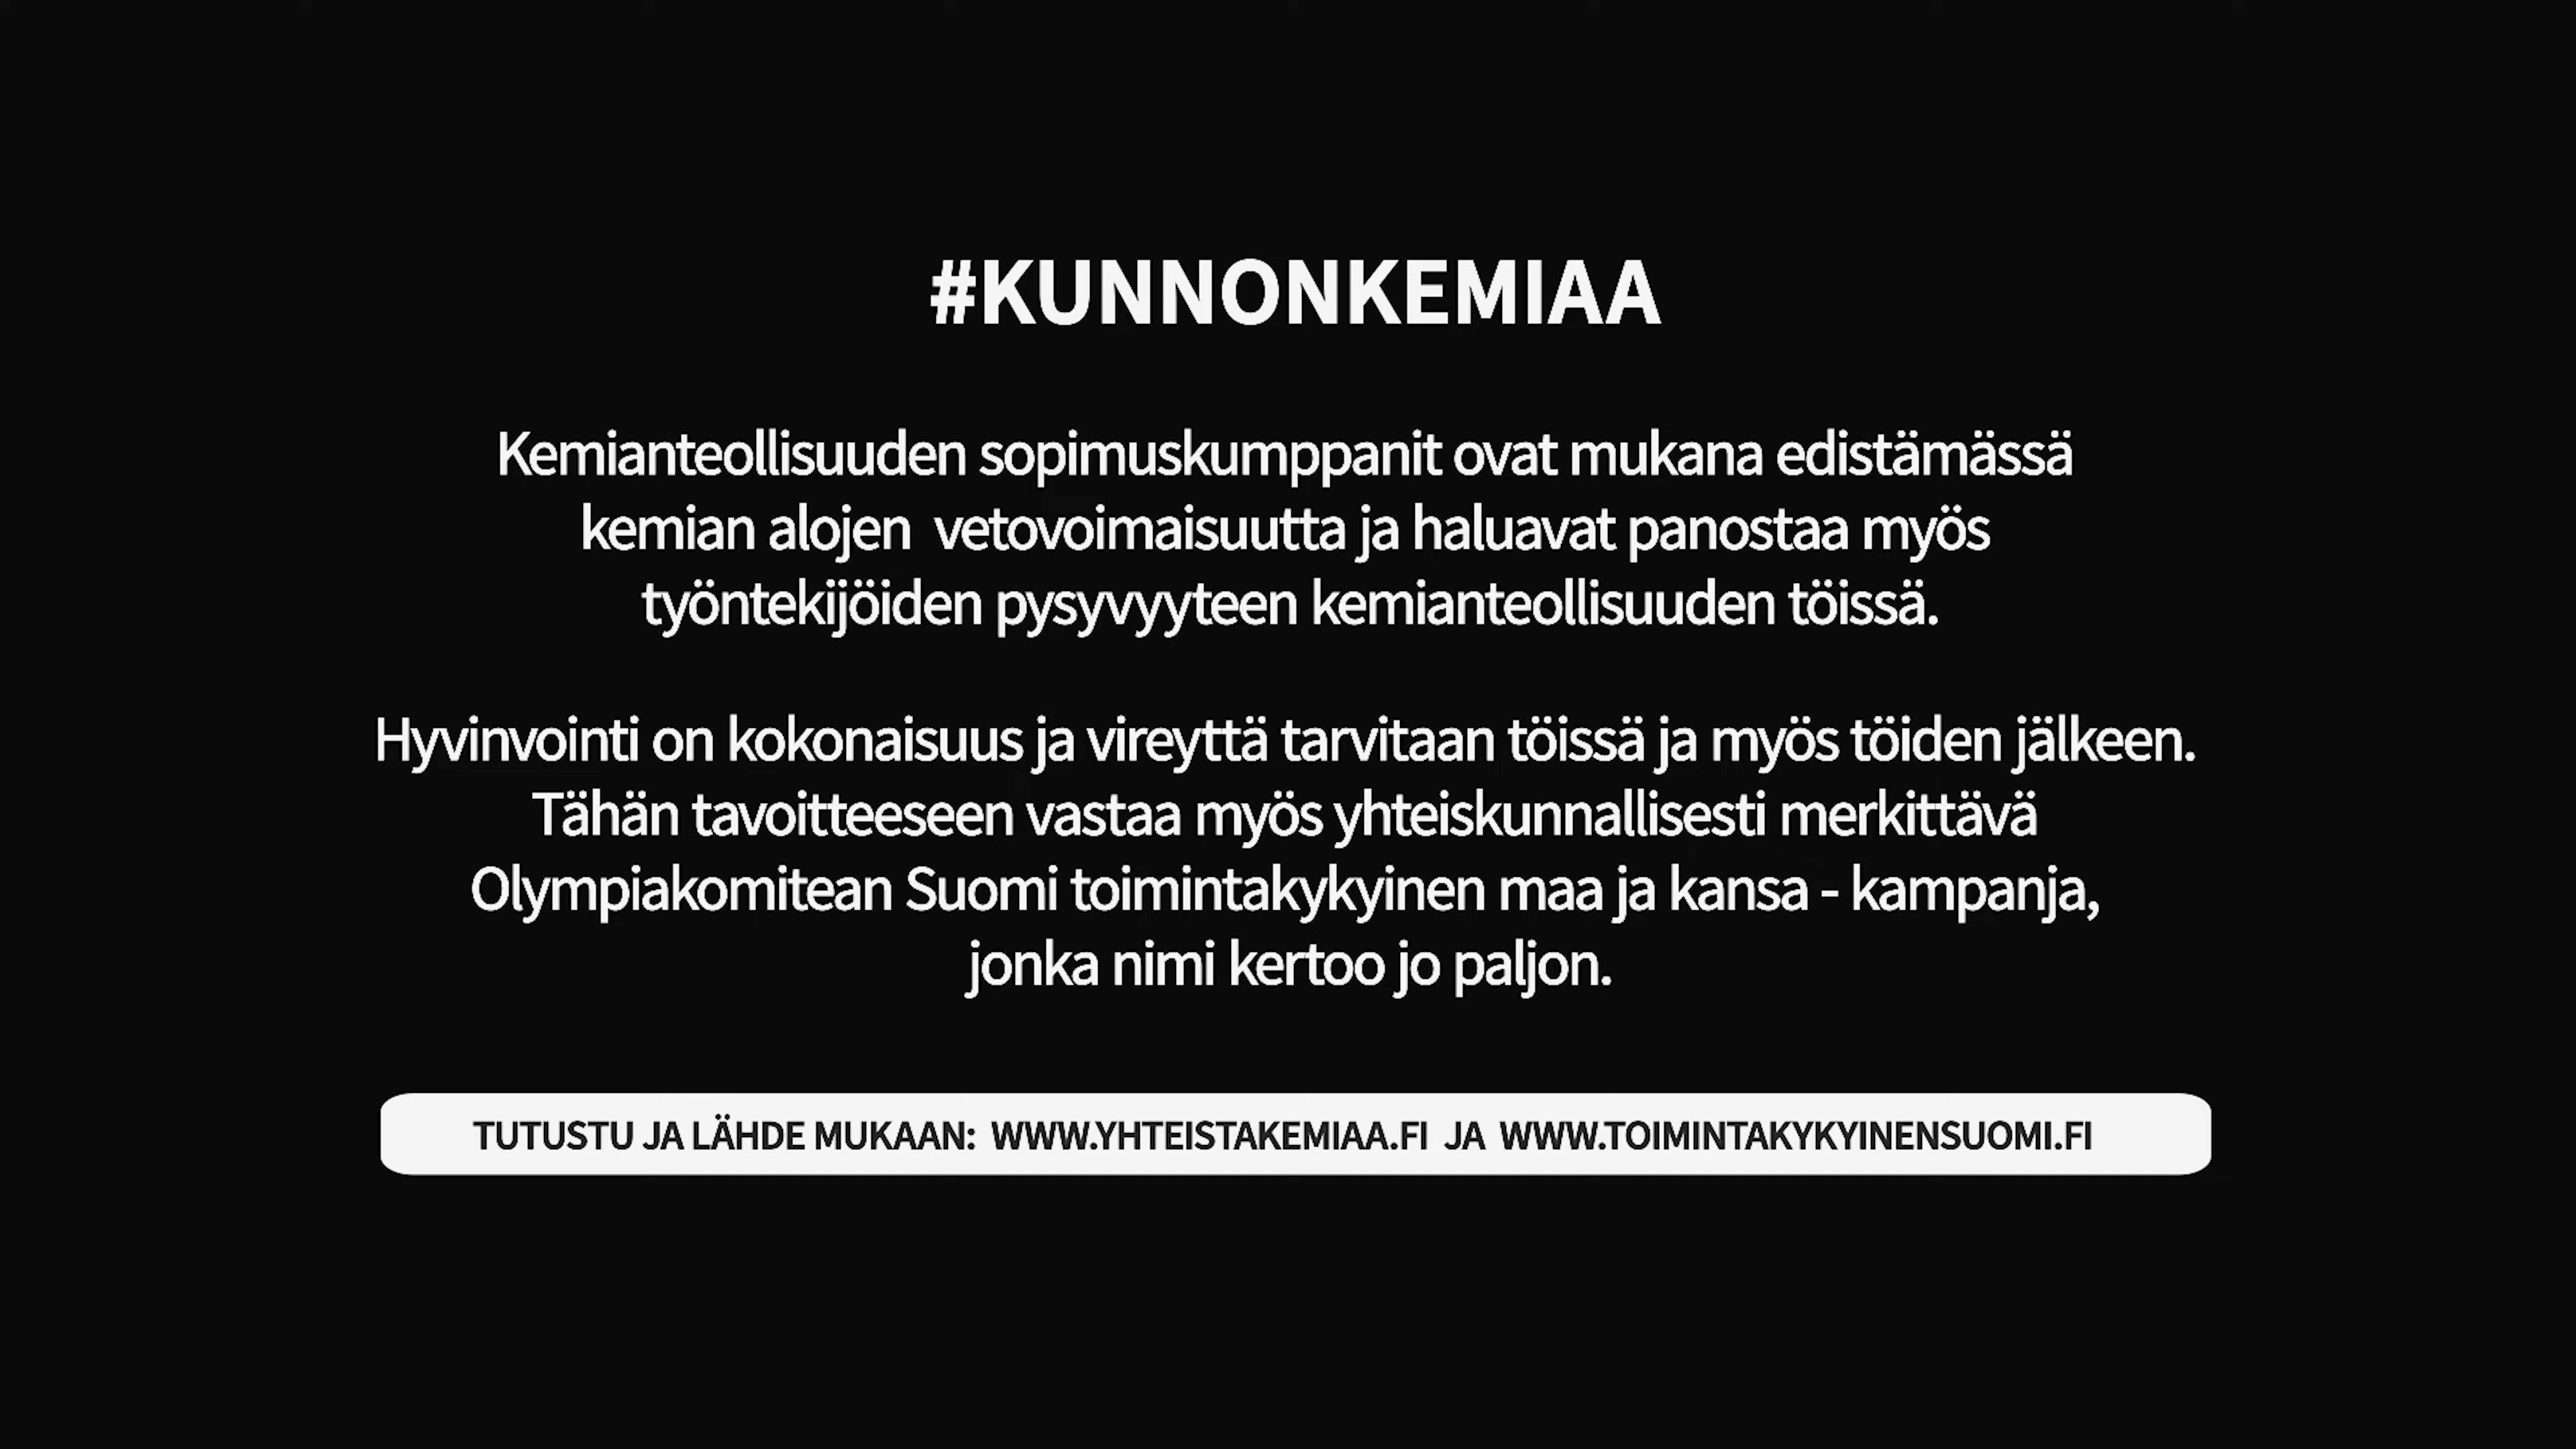 #KUNNONKEMIAA
Kemianteollisuuden sopimuskumppanit ovat mukana edistämässä
kemian alojen  vetovoimaisuutta ja haluavat panostaa myös
työntekijöiden pysyvyyteen kemianteollisuuden töissä.
Hyvinvointi on kokonaisuus ja vireyttä tarvitaan töissä ja myös töiden jälkeen.
Tähän tavoitteeseen vastaa myös yhteiskunnallisesti merkittävä
Olympiakomitean Suomi toimintakykyinen maa ja kansa - kampanja,
jonka nimi kertoo jo paljon.
TUTUSTU JA LÄHDE MUKAAN:  WWW.YHTEISTAKEMIAA.FI  JA  WWW.TOIMINTAKYKYINENSUOMI.FI